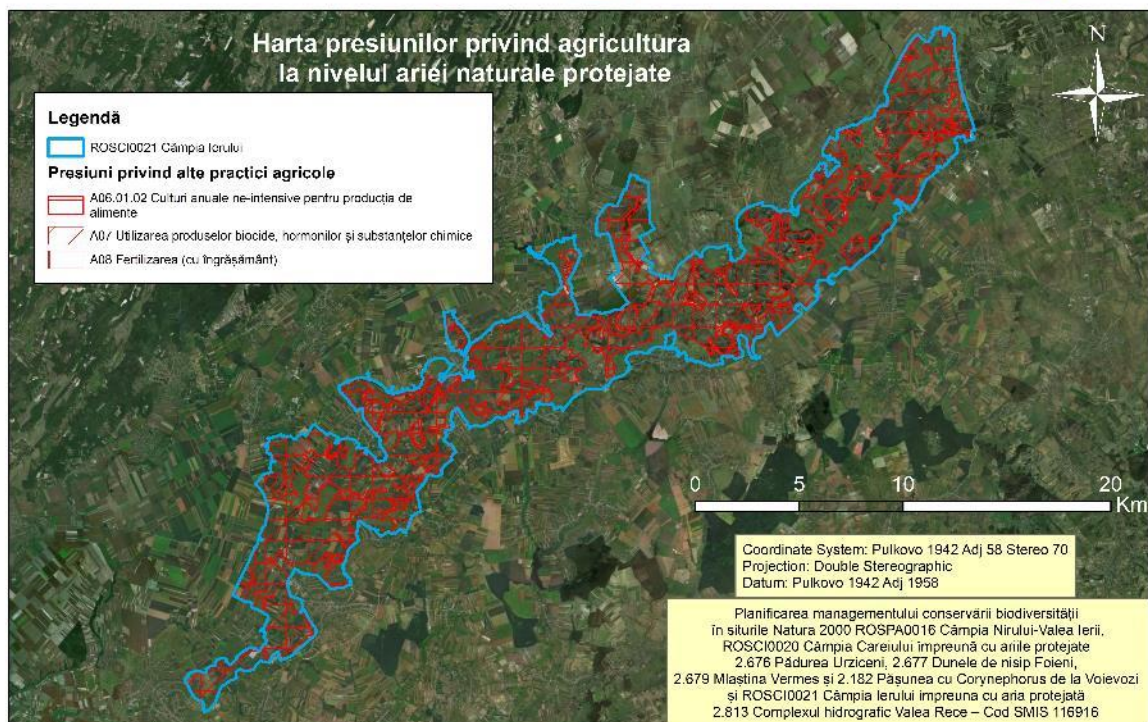 Harta presiunilor privind agricultura
la nivelul ariei naturale protejate
N
Legendă
ROSCI0021 Câmpia Ierului
Presiuni privind alte practici agricole
A06.01.02 Culturi anuale ne-intensive pentru producția de
alimente
A07 Utilizarea produselor biocide, hormonilor și substanțelor chimice
A08 Fertilizarea (cu îngrășământ)
0 5 10 20
Km
Coordinate System: Pulkovo 1942 Adj 58 Stereo 70
Projection: Double Stereographic
Datum: Pulkovo 1942 Adj 1958
Planificarea managementului conservării biodiversității
în siturile Natura 2000 ROSPA0016 Câmpia Nirului-Valea Ierii,
ROSCI0020 Câmpia Careiului împreună cu ariile protejate
2.676 Pădurea Urziceni, 2.677 Dunele de nisip Foieni,
2.679 Mlaștina Vermes și 2.182 Pășunea cu Corynephorus de la Voievozi
și ROSCI0021 Câmpia Ierului impreuna cu aria protejată
2.813 Complexul hidrografic Valea Rece – Cod SMIS 116916